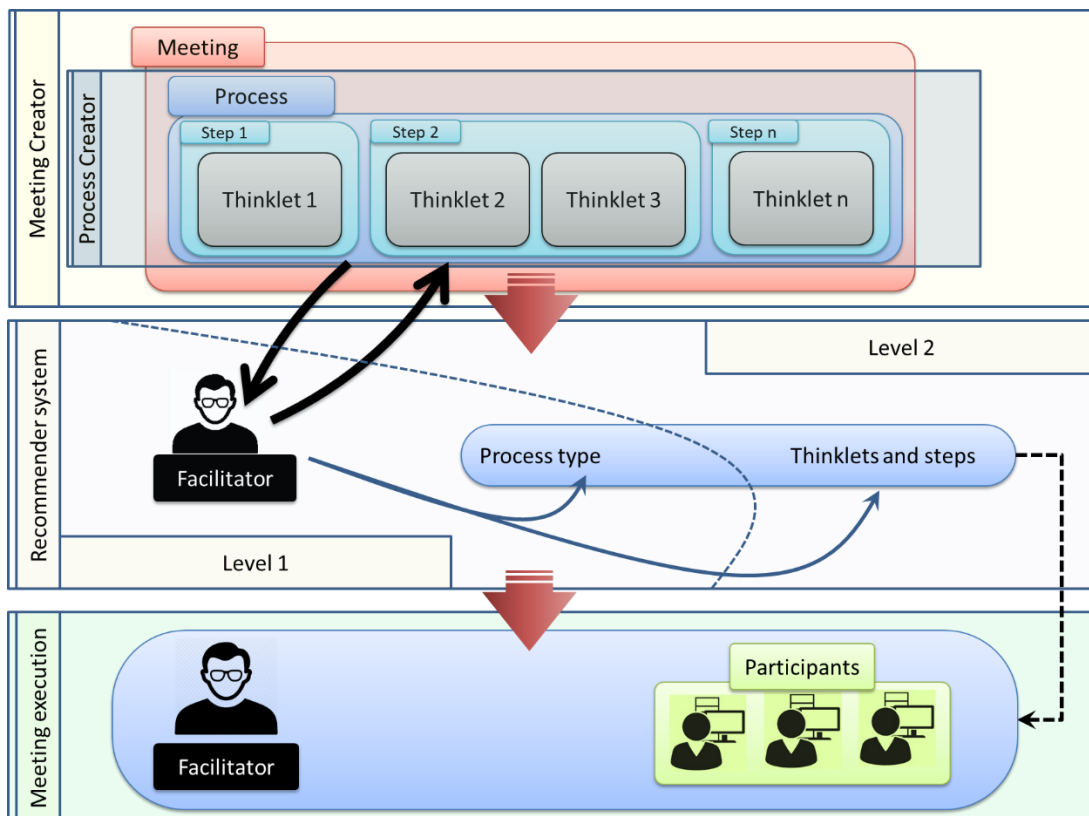 Meeting Creator
Process Creator
Meeting
Process
Step 1
Step 2
Step n
Thinklet 1
Thinklet 2
Thinklet 3
Thinklet n
Recommender system
Level 2
Facilitator
Process type
Thinklets and steps
Level 1
Meeting execution
Participants
Facilitator